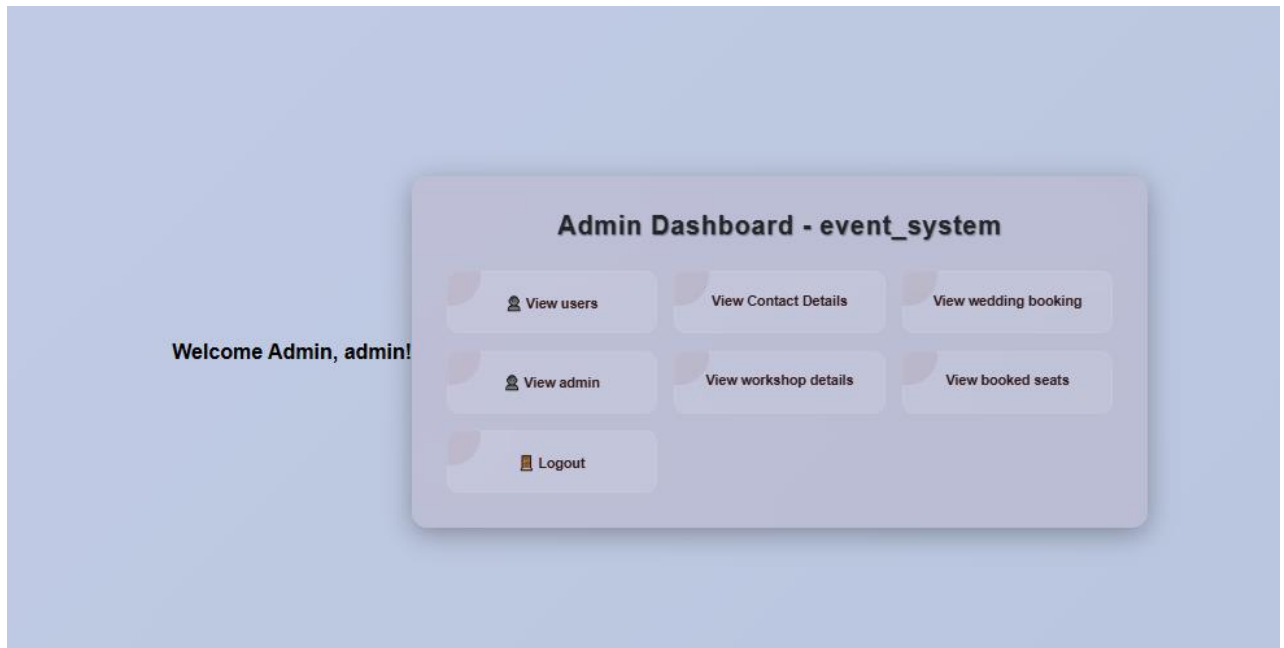 Admin Dashboard - event_system
👤 View users
View Contact Details
View wedding booking
Welcome Admin, admin!
👤 View admin
View workshop details
View booked seats
🚪 Logout